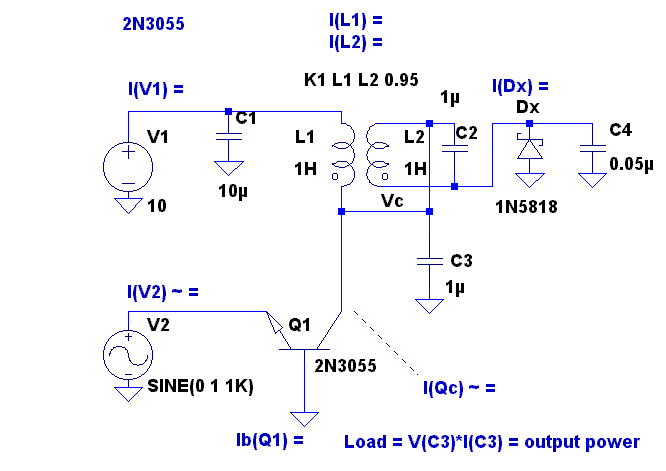 2N3055
I(L1) =
I(L2) =
K1 L1 L2 0.95
I(V1) =
1µ
I(Dx) =
Dx
C1
V1
L1
L2
C2
C4
1H
1H
0.05µ
10µ
10
Vc
1N5818
C3
1µ
I(V2) ~ =
V2
Q1
2N3055
SINE(0 1 1K)
I(Qc) ~ =
Ib(Q1) =
Load = V(C3)*I(C3) = output power